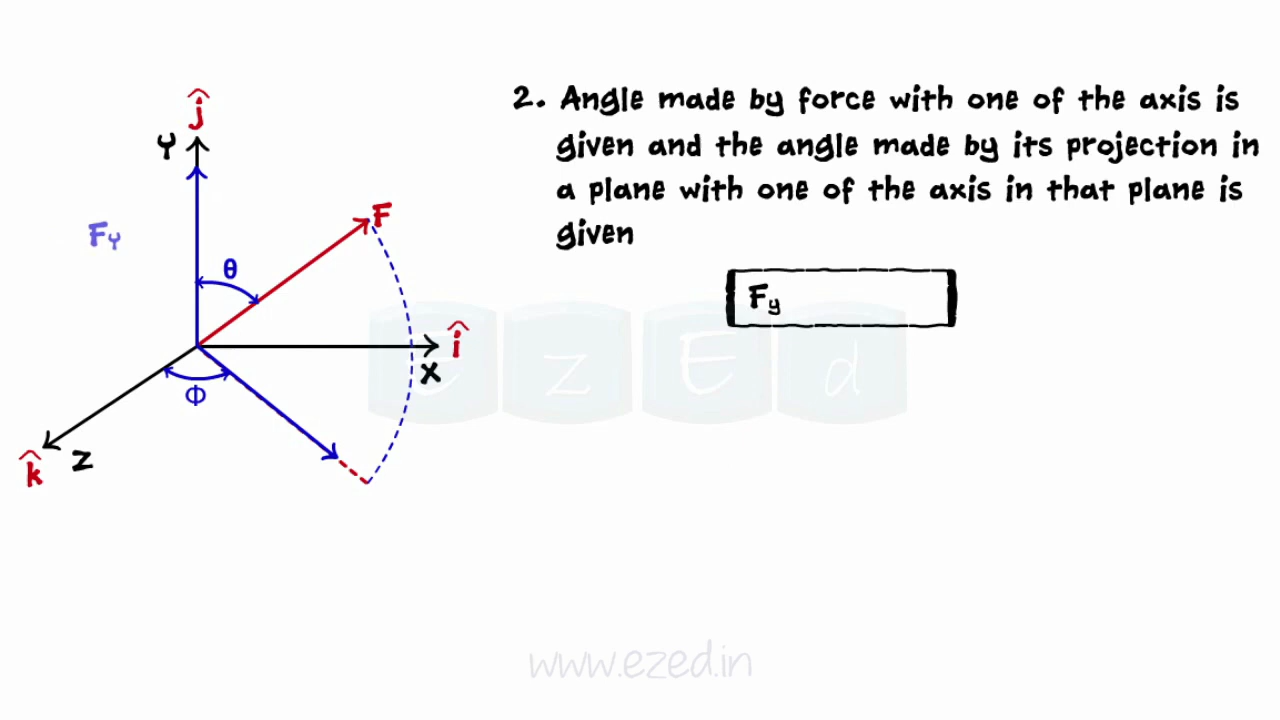 ĵ
Y
2. Angle made by force with one of the axis is
given and the angle made by its projection in
a plane with one of the axis in that plane is
given
F
Fy
θ
Fy
î
X
E z E d
Φ
k̂
Z
www.ezed.in